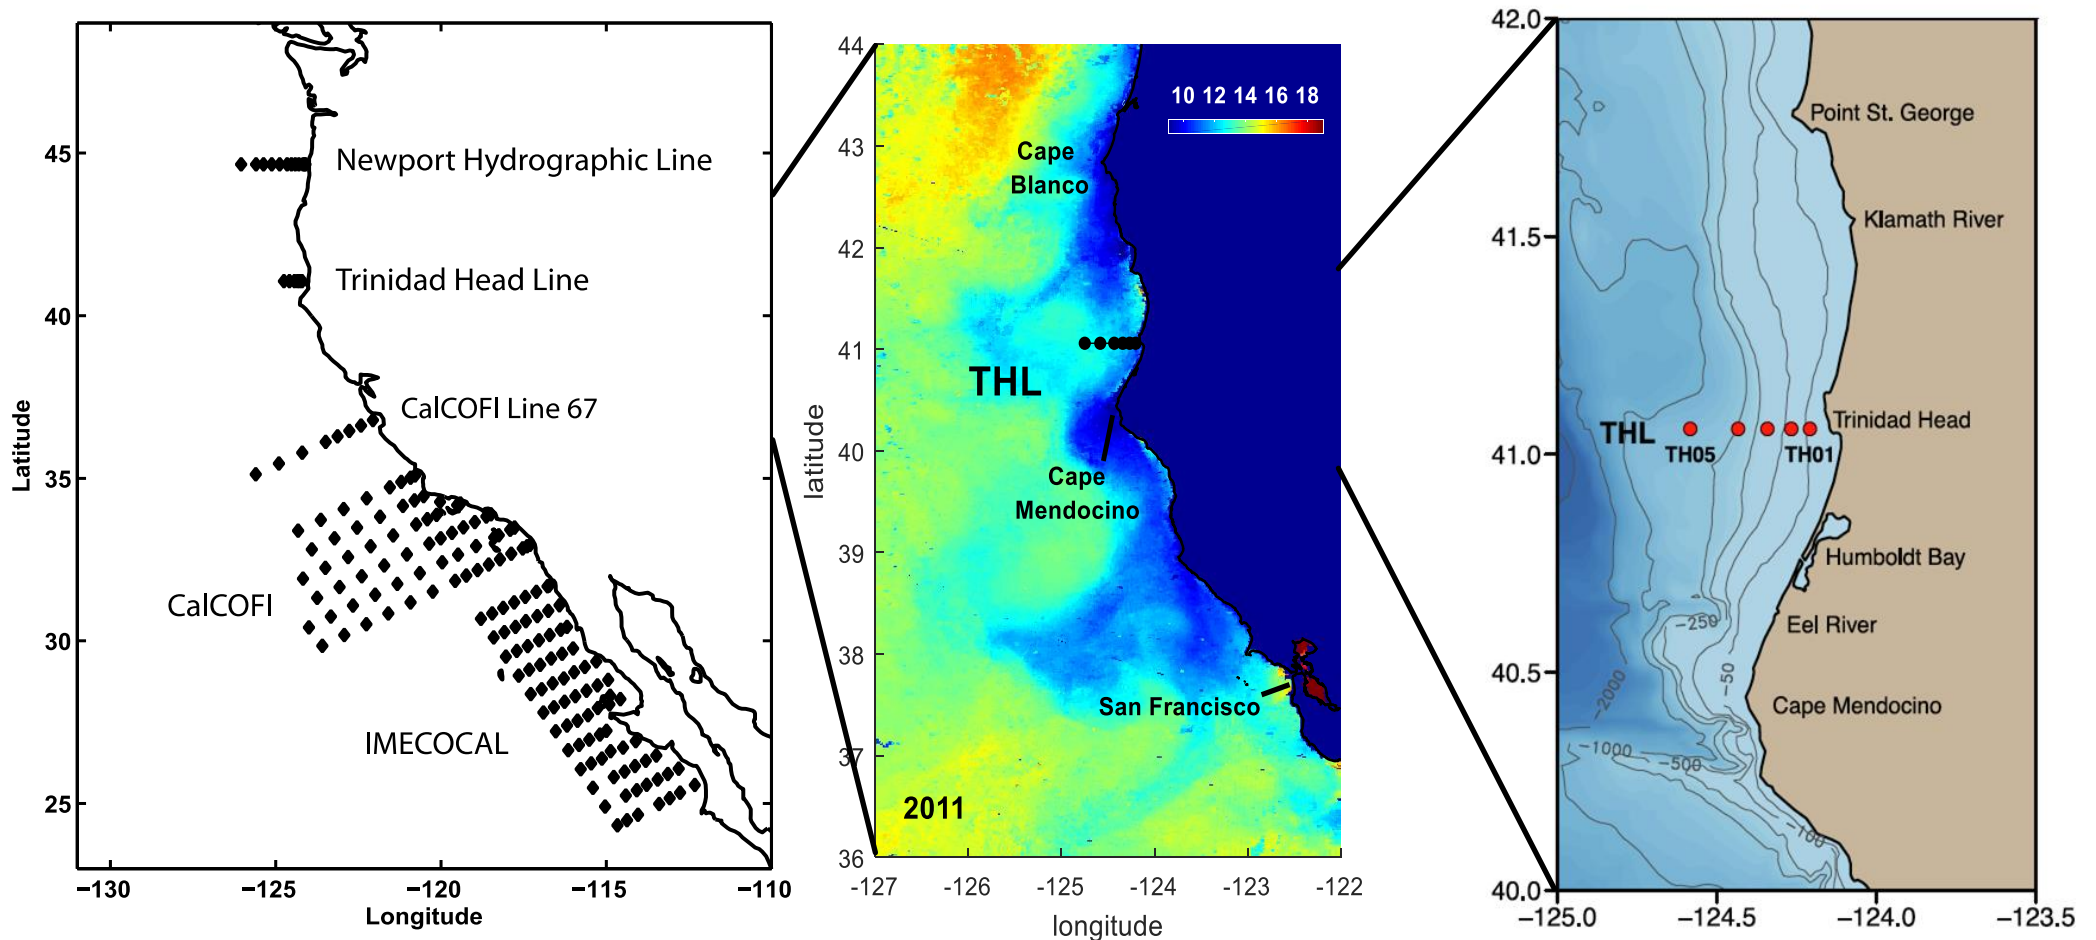 Newport Hydrographic Line
Trinidad Head Line
CalCOFI Line 67
CalCOFI
IMECOCAL
45
40
35
30
25
Latitude
−130
−125
−120
−115
−110
Longitude
44
43
42
41
40
39
38
37
36
latitude
10 12 14 16 18
Cape
Blanco
THL
Cape
Mendocino
San Francisco
2011
-127
-126
-125
-124
-123
-122
longitude
42.0
41.5
41.0
40.5
40.0
Point St. George
Klamath River
Trinidad Head
THL
TH05
TH01
Humboldt Bay
Eel River
−250
−50
−2000
Cape Mendocino
−1000
−500
−100
−125.0
−124.5
−124.0
−123.5